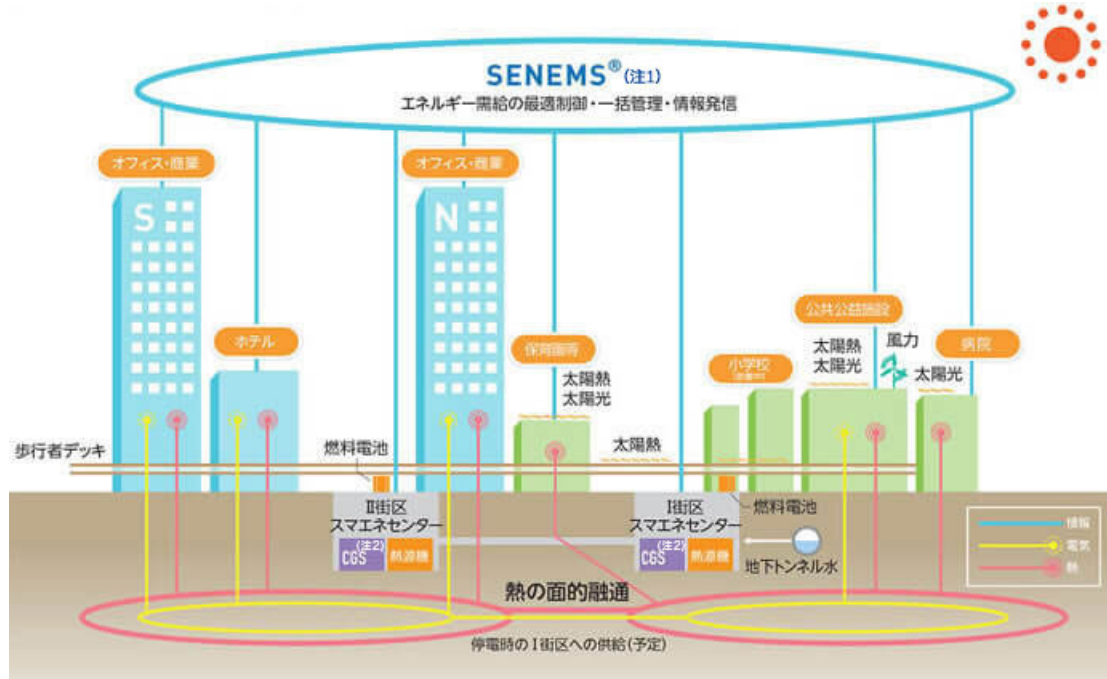 SENEMS®(注1)
エネルギー需給の最適制御・一括管理・情報発信
オフィス・商業
オフィス・商業
S
N
ホテル
保育園等
太陽熱
太陽光
小学校
公共公益施設
太陽熱
太陽光
風力
病院
太陽光
歩行者デッキ
燃料電池
太陽熱
Ⅱ街区
スマエネセンター
CGS(注2)
熱源機
Ⅰ街区
スマエネセンター
CGS(注2)
熱源機
燃料電池
地下トンネル水
情報
電気
熱
熱の面的融通
停電時のⅠ街区への供給(予定)